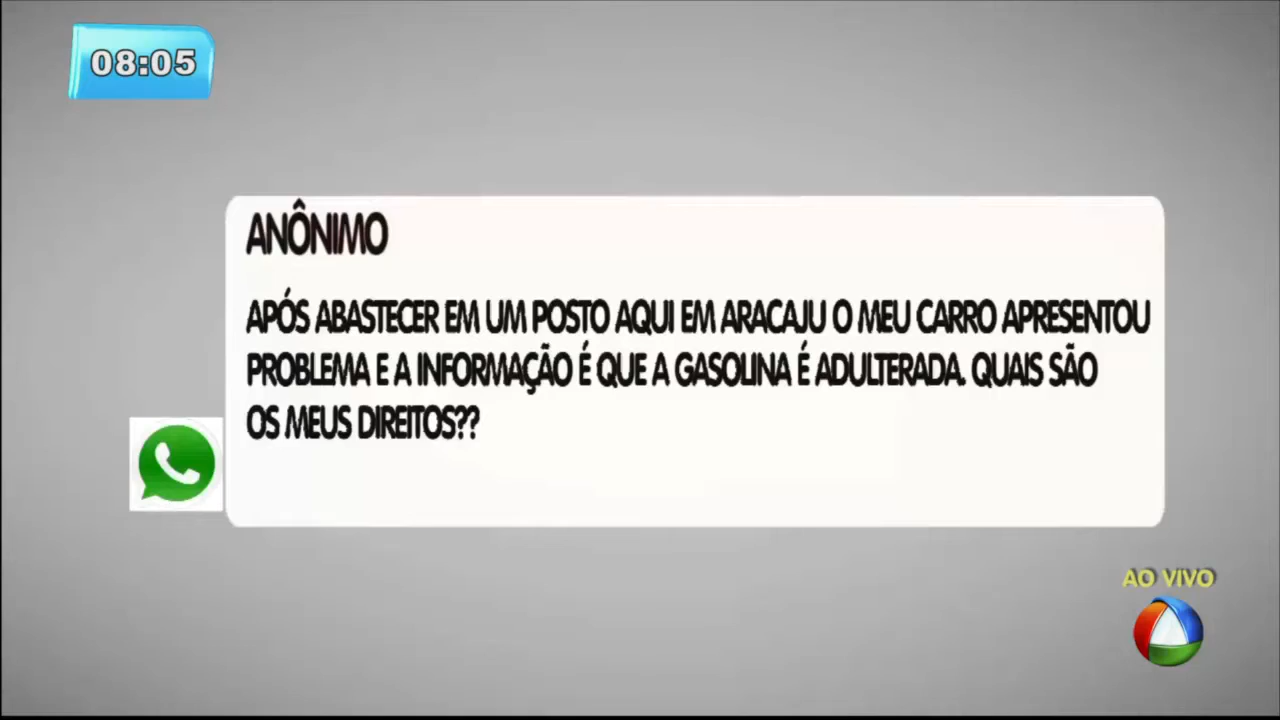 08:05
ANÔNIMO
APÓS ABASTECER EM UM POSTO AQUI EM ARACAJU O MEU CARRO APRESENTOU
PROBLEMA E A INFORMAÇÃO É QUE A GASOLINA É ADULTERADA. QUAIS SÃO
OS MEUS DIREITOS??
AO VIVO